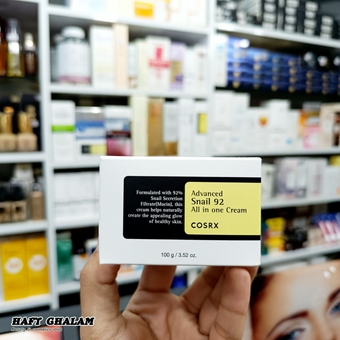 Formulated with 92%
Snail Secretion
Filtrate[Mucin], this
cream helps naturally
create the appealing glow
of healthy skin.
Advanced
Snail 92
All in one Cream
COSRX
100 g / 3.52 oz.
HAFT GHALAM